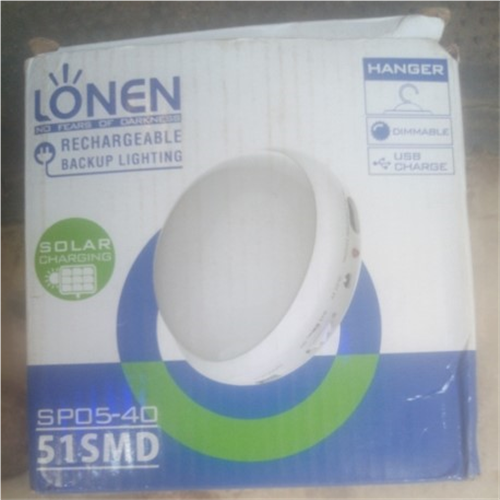 LONEN
NO FEARS OF DARKNESS
RECHARGEABLE
BACKUP LIGHTING
HANGER
DIMMABLE
USB
CHARGE
SOLAR
CHARGING
SP05-40
51SMD